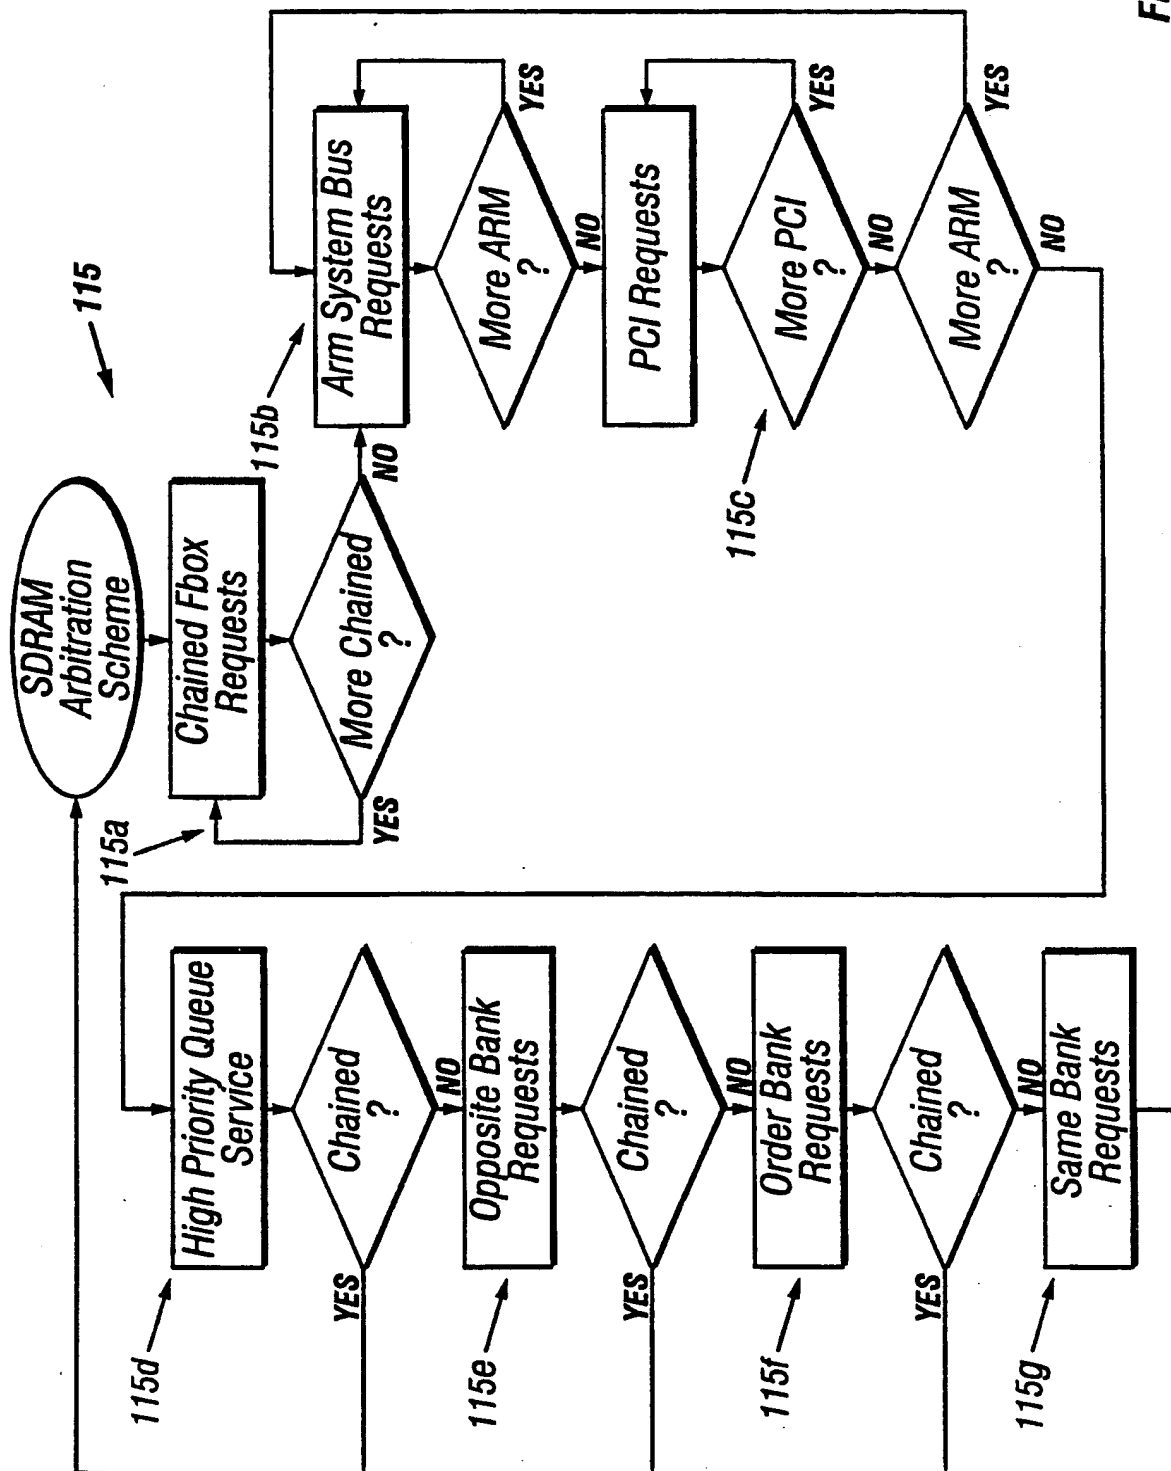 115
SDRAM
Arbitration
Scheme
115a
Chained Fbox
Requests
More Chained
?
YES
NO
115b
Arm System Bus
Requests
More ARM
?
YES
NO
PCI Requests
115c
More PCI
?
YES
NO
More ARM
?
YES
NO
115d
High Priority Queue
Service
Chained
?
YES
NO
115e
Opposite Bank
Requests
Chained
?
YES
NO
115f
Order Bank
Requests
Chained
?
YES
NO
115g
Same Bank
Requests